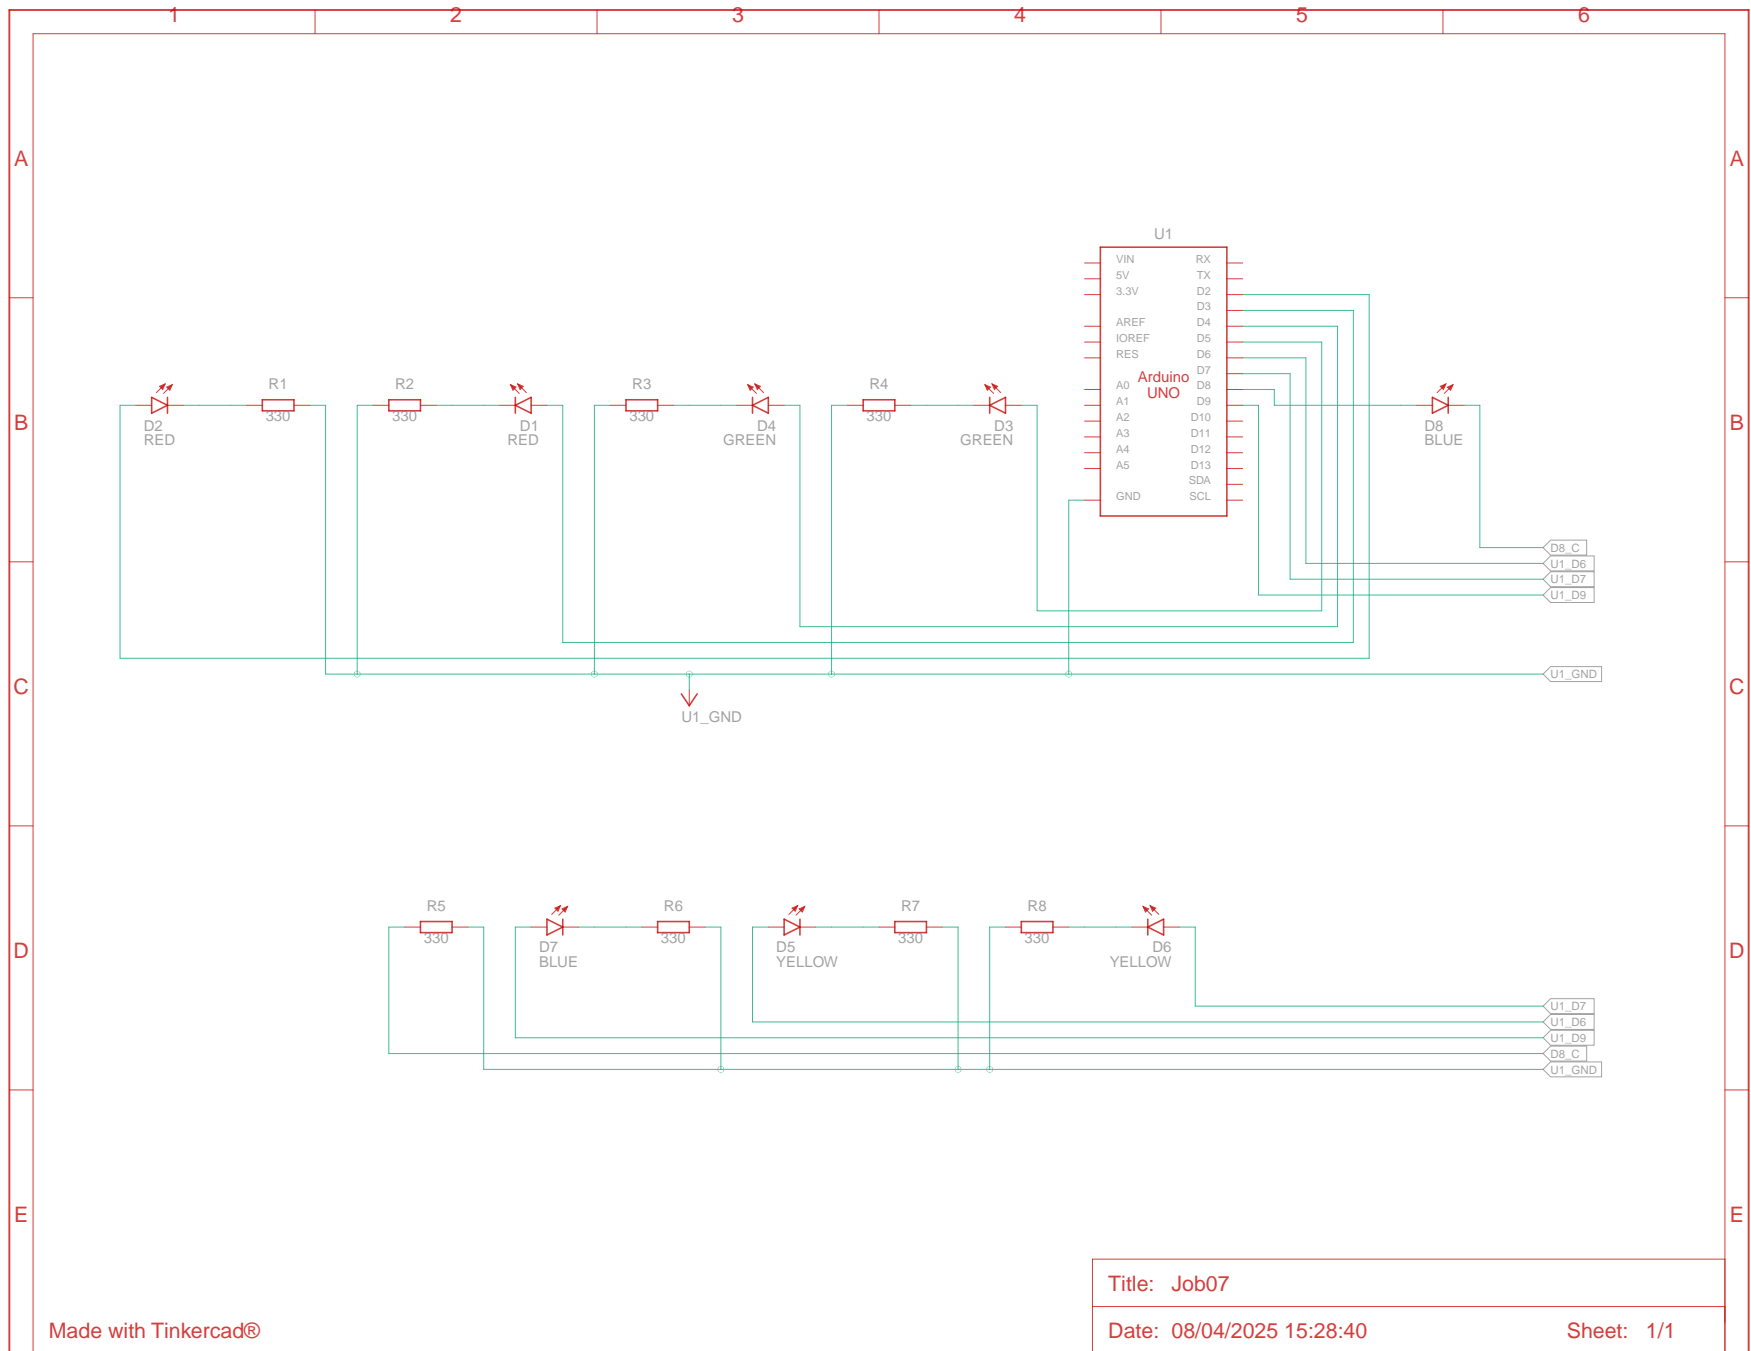 1 2 3 4 5 6
A A
U1
VIN RX
5V TX
3.3V D2
D3
AREF D4
IOREF D5
RES D6
D7
Arduino
UNO
A0 D8
A1 D9
A2 D10
A3 D11
A4 D12
A5 D13
SDA
GND SCL
B B
R1 R2 R3 R4
330 330 330 330
D2 D1 D4 D3 D8
RED RED GREEN GREEN BLUE
D8_C
U1_D6
U1_D7
U1_D9
U1_GND
C C
U1_GND
R5 R6 R7 R8
330 330 330 330
D7 D5 D6
BLUE YELLOW YELLOW
D D
U1_D7
U1_D6
U1_D9
D8_C
U1_GND
E E
Title: Job07
Made with Tinkercad®
Date: 08/04/2025 15:28:40 Sheet: 1/1